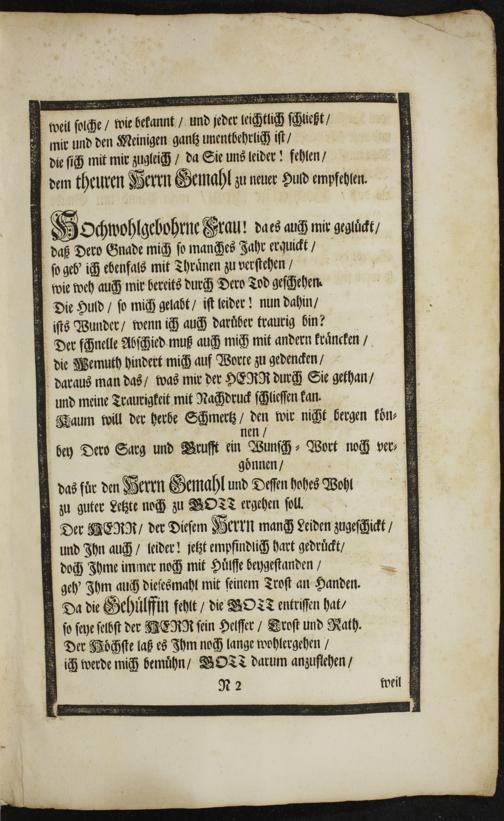 weil solche / wie bekannt / und jeder leichtlich schließt /
mir und den Meinigen gantz unentbehrlich ist /
die sich mit mir zugleich / da Sie uns leider! fehlen /
dem theuren Herrn Gemahl zu neuer Huld empfehlen.
HOchwohlgebohrne Frau! da es auch mir geglückt /
daß Dero Gnade mich so manches Jahr erquickt /
so geb' ich ebenfals mit Thränen zu verstehen /
wie weh auch mir bereits durch Dero Tod geschehen.
Die Huld / so mich gelabt / ist leider! nun dahin /
ists Wunder / wenn ich auch darüber traurig bin?
Der schnelle Abschied muß auch mich mit andern kräncken /
die Wemuth hindert mich auf Worte zu gedencken /
daraus man das / was mir der HERR durch Sie gethan /
und meine Traurigkeit mit Nachdruck schliessen kan.
Kaum will der herbe Schmertz / den wir nicht bergen kön-
nen /
bey Dero Sarg und Grufft ein Wunsch = Wort noch ver-
gönnen /
das für den Herrn Gemahl und Dessen hohes Wohl
zu guter Letzte noch zu GOTT ergehen soll.
Der HERR / der Diesem Herrn manch Leiden zugeschickt /
und Ihn auch / leider! jetzt empfindlich hart gedrückt /
doch Ihme immer noch mit Hülffe beygestanden /
geh' Ihm auch diesesmahl mit seinem Trost an Handen.
Da die Gehülffin fehlt / die GOTT entrissen hat /
so seye selbst der HERR sein Helffer / Trost und Rath.
Der Höchste laß es Ihm noch lange wohlergehen /
ich werde mich bemühn / GOTT darum anzuflehen /
N 2
weil